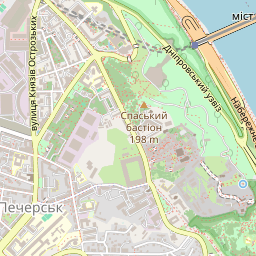 міст
Дніпровський узвіз
Набережне
вулиця Князів Острозьких
Спаський
бастіон
198 m
Печерськ